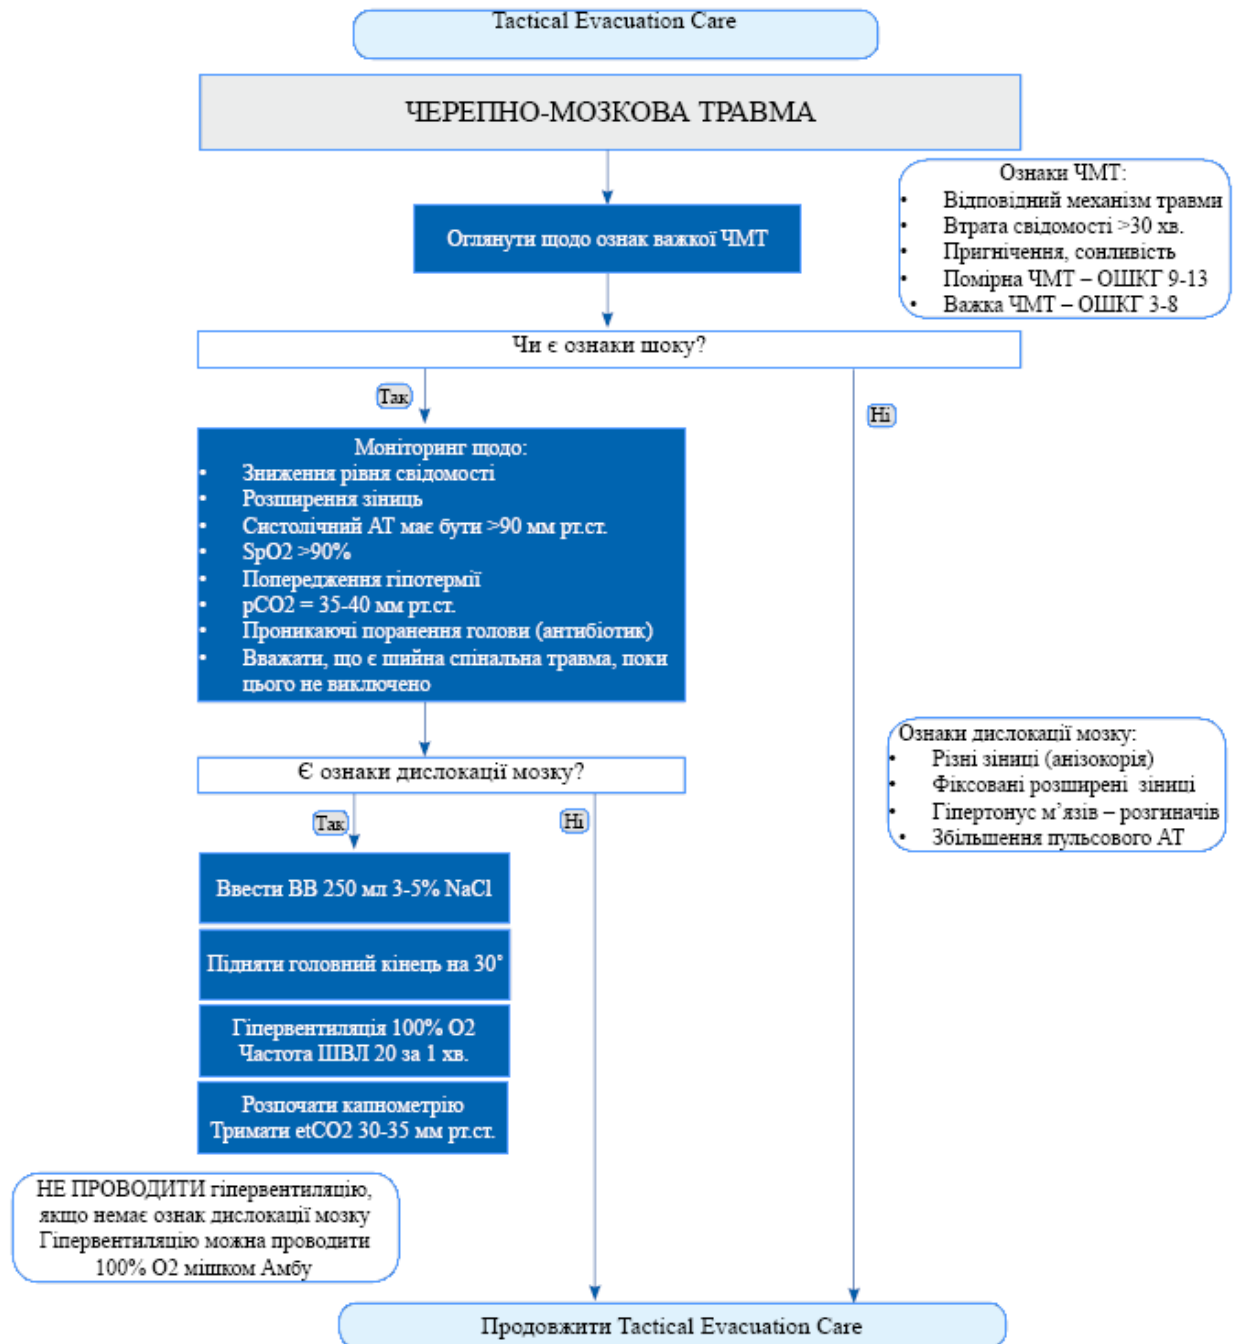 Tactical Evacuation Care
ЧЕРЕПНО-МОЗКОВА ТРАВМА
Оглянути щодо ознак важкої ЧМТ
Ознаки ЧМТ:
• Відповідний механізм травми
• Втрата свідомості >30 хв.
• Пригнічення, сонливість
• Помірна ЧМТ – ОШКГ 9-13
• Важка ЧМТ – ОШКГ 3-8
Чи є ознаки шоку?
Так
Ні
Моніторинг щодо:
• Зниження рівня свідомості
• Розширення зіниць
• Систолічний АТ має бути >90 мм рт.ст.
• SpO2 >90%
• Попередження гіпотермії
• pCO2 = 35-40 мм рт.ст.
• Проникаючі поранення голови (антибіотик)
• Вважати, що є шийна спінальна травма, поки
цього не виключено
Є ознаки дислокації мозку?
Ознаки дислокації мозку:
• Різні зіниці (анізокорія)
• Фіксовані розширені зіниці
• Гіпертонус м’язів – розгиначів
• Збільшення пульсового АТ
Так
Ні
Ввести ВВ 250 мл 3-5% NaCl
Підняти головний кінець на 30°
Гіпервентиляція 100% О2
Частота ШВЛ 20 за 1 хв.
Розпочати капнометрію
Тримати etCO2 30-35 мм рт.ст.
НЕ ПРОВОДИТИ гіпервентиляцію,
якщо немає ознак дислокації мозку
Гіпервентиляцію можна проводити
100% О2 мішком Амбу
Продовжити Tactical Evacuation Care